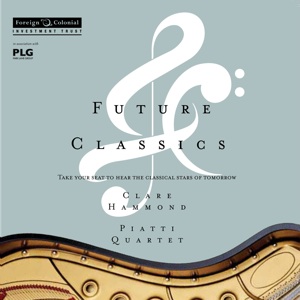 Foreign & Colonial
INVESTMENT TRUST
PLG
FUTURE
CLASSICS
TAKE YOUR SEAT TO HEAR THE CLASSICAL STARS OF TOMORROW
CLARE
HAMMOND
PIATTI
QUARTET